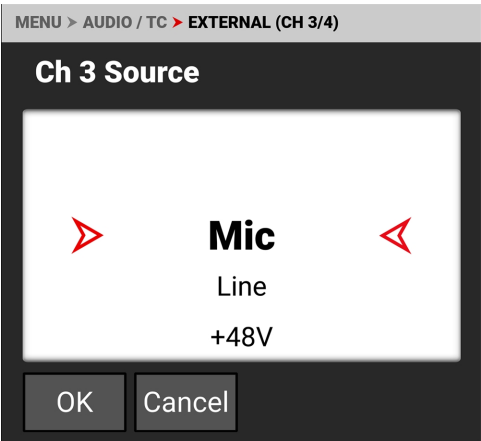 MENU > AUDIO / TC > EXTERNAL (CH 3/4)
Ch 3 Source
Mic
Line
+48V
OK Cancel